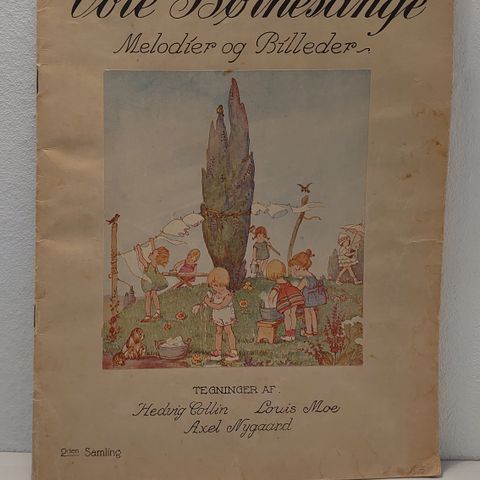 Vore Børnesange
Melodier og Billeder
TEGNINGER AF:
Hedvig Collin Louis Moe
Axel Nygaard
2den Samling